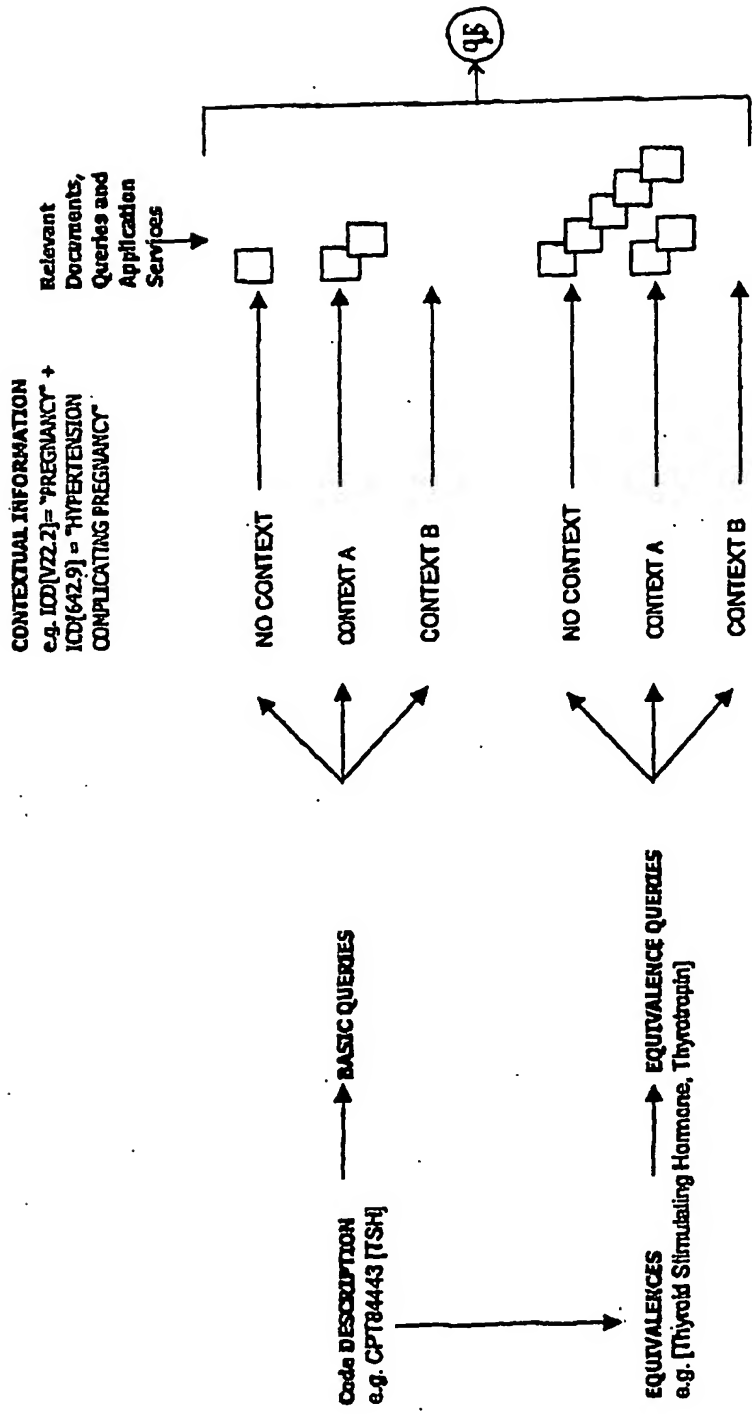 CONTEXTUAL INFORMATION
e.g. ICD[V22.2]= "PREGNANCY" +
ICD[642.9] = "HYPERTENSION
COMPLICATING PREGNANCY"
Relevant
Documents,
Queries and
Application
Services
Code DESCRIPTION
e.g. CPT84443 [TSH]
BASIC QUERIES
NO CONTEXT
CONTEXT A
CONTEXT B
EQUIVALENCES
e.g. [Thyroid Stimulating Hormone, Thyrotropin]
EQUIVALENCE QUERIES
NO CONTEXT
CONTEXT A
CONTEXT B